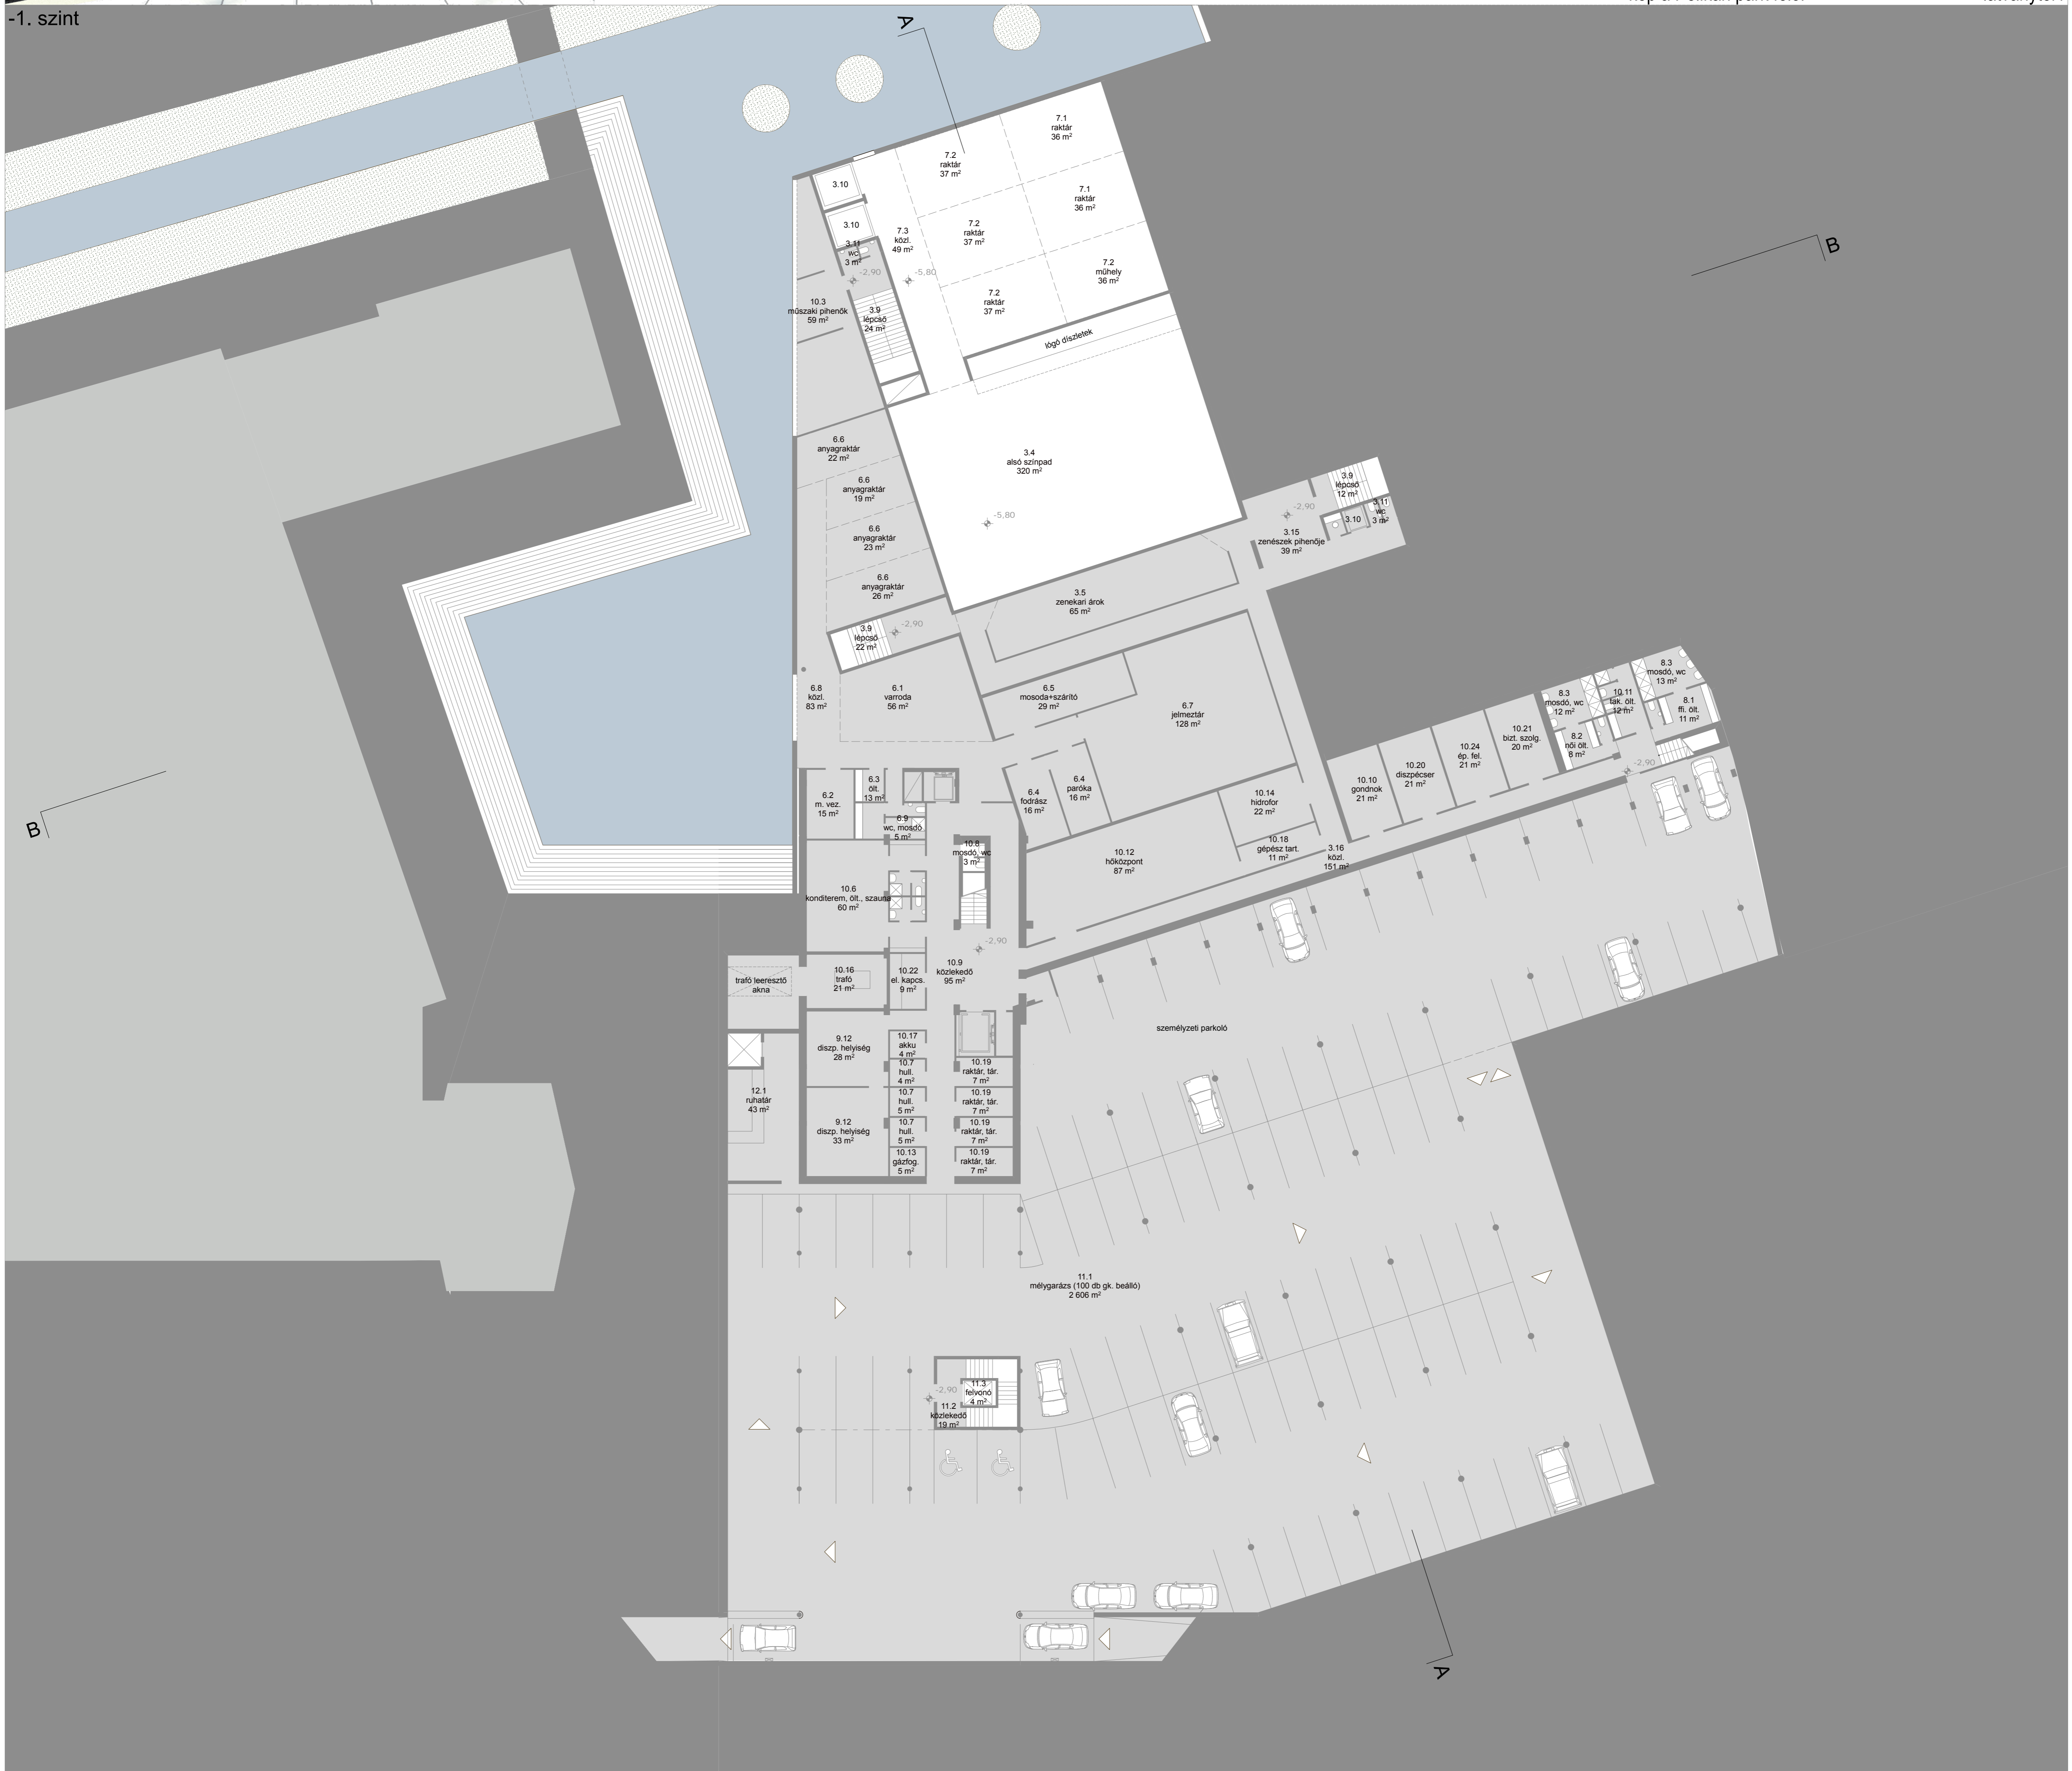 -1. szint
A
7.1
raktár
36 m²
7.2
raktár
37 m²
3.10
7.1
raktár
36 m²
3.10
7.3
közl.
49 m²
7.2
raktár
37 m²
3.11
wc
3 m²
-2,90
-5,80
7.2
műhely
36 m²
B
10.3
műszaki pihenők
59 m²
3.9
lépcső
24 m²
7.2
raktár
37 m²
lógó díszletek
6.6
anyagraktár
22 m²
3.4
alsó színpad
320 m²
-5,80
6.6
anyagraktár
19 m²
6.6
anyagraktár
23 m²
6.6
anyagraktár
26 m²
3.9
lépcső
12 m²
3.11
wc
3 m²
3.10
-2,90
3.15
zenészek pihenője
39 m²
3.5
zenekari árok
65 m²
3.9
lépcső
22 m²
-2,90
6.8
közl.
83 m²
6.1
varroda
56 m²
6.5
mosoda+szárító
29 m²
6.7
jelmeztár
128 m²
8.3
mosdó, wc
13 m²
8.3
mosdó, wc
12 m²
10.11
tak. ölt.
12 m²
8.1
ffi. ölt.
11 m²
8.2
női ölt.
8 m²
-2,90
10.21
bizt. szolg.
20 m²
10.24
ép. fel.
21 m²
10.20
diszpécser
21 m²
10.10
gondnok
21 m²
B
6.2
m. vez.
15 m²
6.3
ölt.
13 m²
6.9
wc, mosdó
5 m²
6.4
fodrász
16 m²
6.4
paróka
16 m²
10.14
hidrofor
22 m²
10.18
gépész tart.
11 m²
3.16
közl.
151 m²
10.12
hőközpont
87 m²
10.8
mosdó, wc
3 m²
10.6
konditerem, ölt., szauna
60 m²
-2,90
10.9
közlekedő
95 m²
trafó leeresztő
akna
10.16
trafó
21 m²
10.22
el. kapcs.
9 m²
személyzeti parkoló
9.12
diszp. helyiség
28 m²
10.17
akku
4 m²
10.7
hull.
4 m²
10.19
raktár, tár.
7 m²
12.1
ruhatár
43 m²
10.7
hull.
5 m²
10.19
raktár, tár.
7 m²
9.12
diszp. helyiség
33 m²
10.7
hull.
5 m²
10.19
raktár, tár.
7 m²
10.13
gázfog.
5 m²
10.19
raktár, tár.
7 m²
11.1
mélygarázs (100 db gk. beálló)
2 606 m²
-2,90
11.3
felvonó
4 m²
11.2
közlekedő
19 m²
A